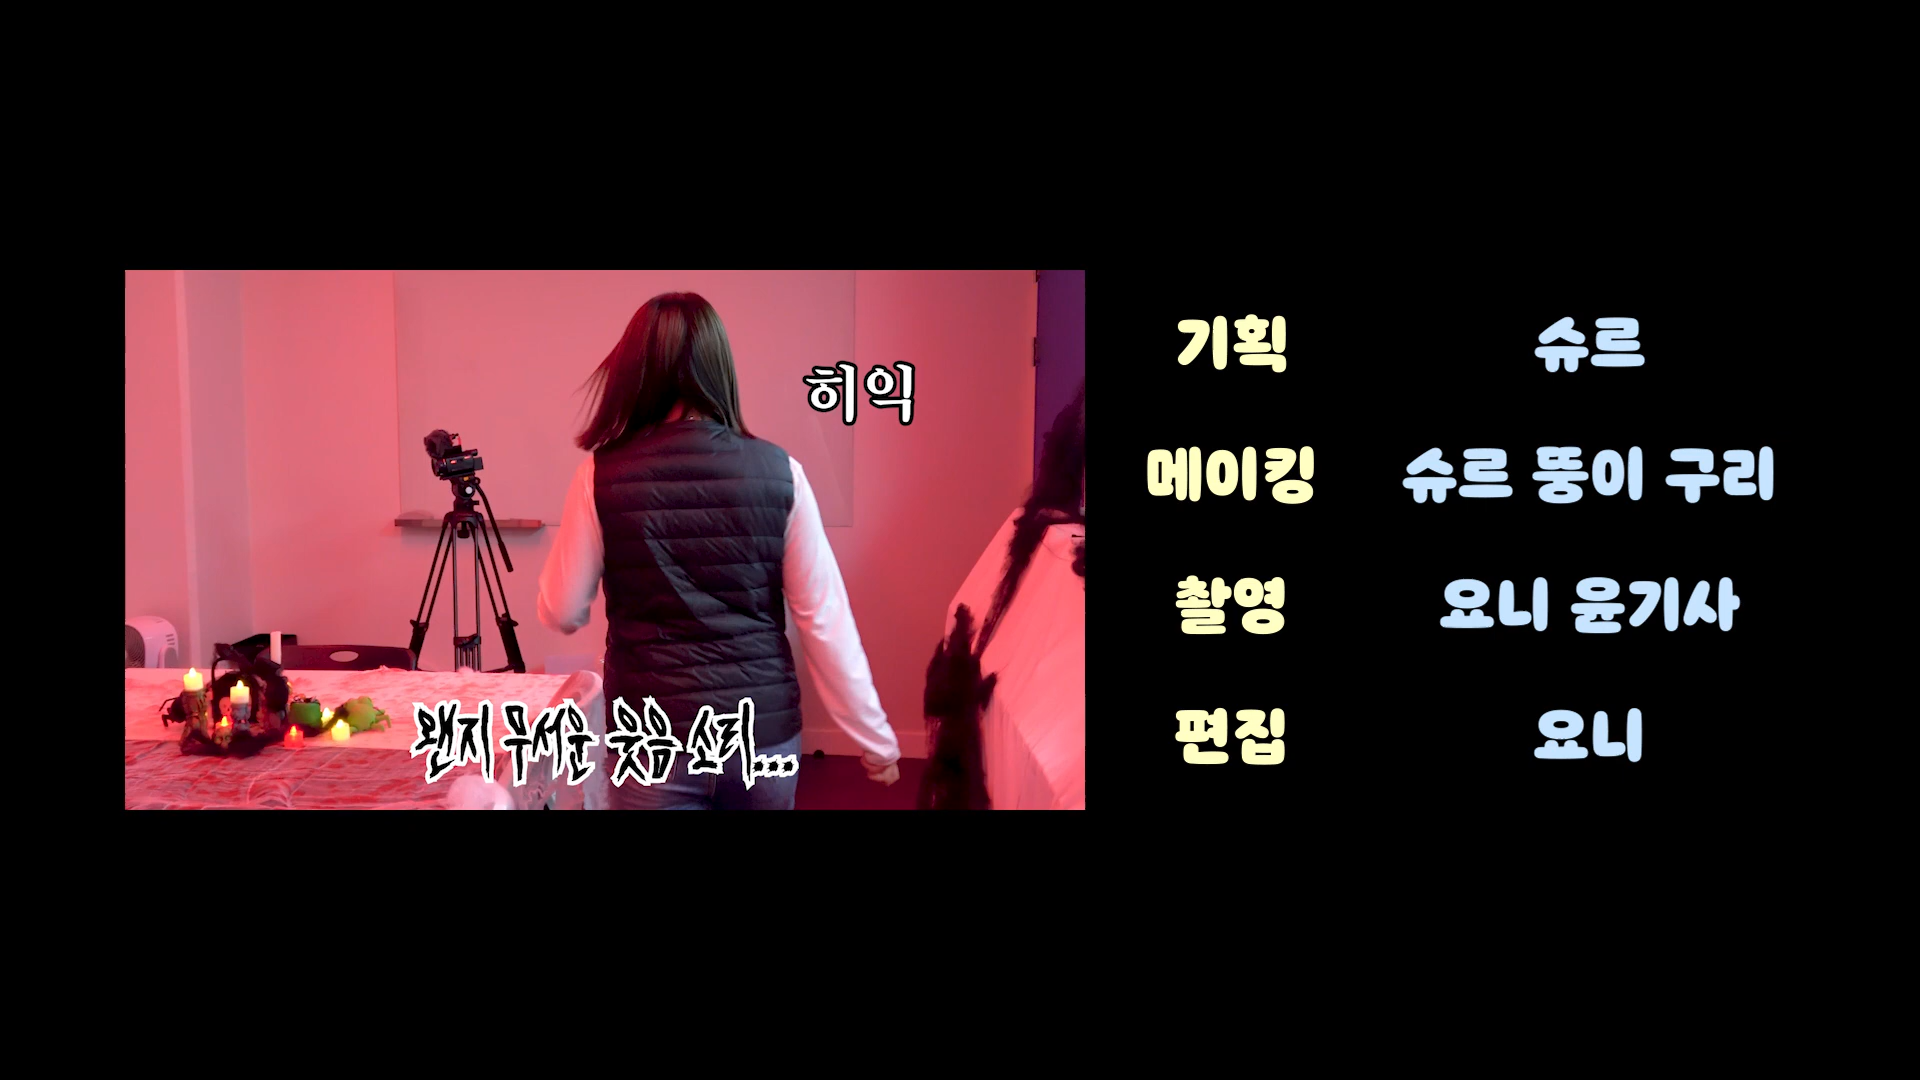 히익
왠지 무서운 웃음 소리...
기획 슈르
메이킹 슈르 뚱이 구리
촬영 요니 윤기사
편집 요니